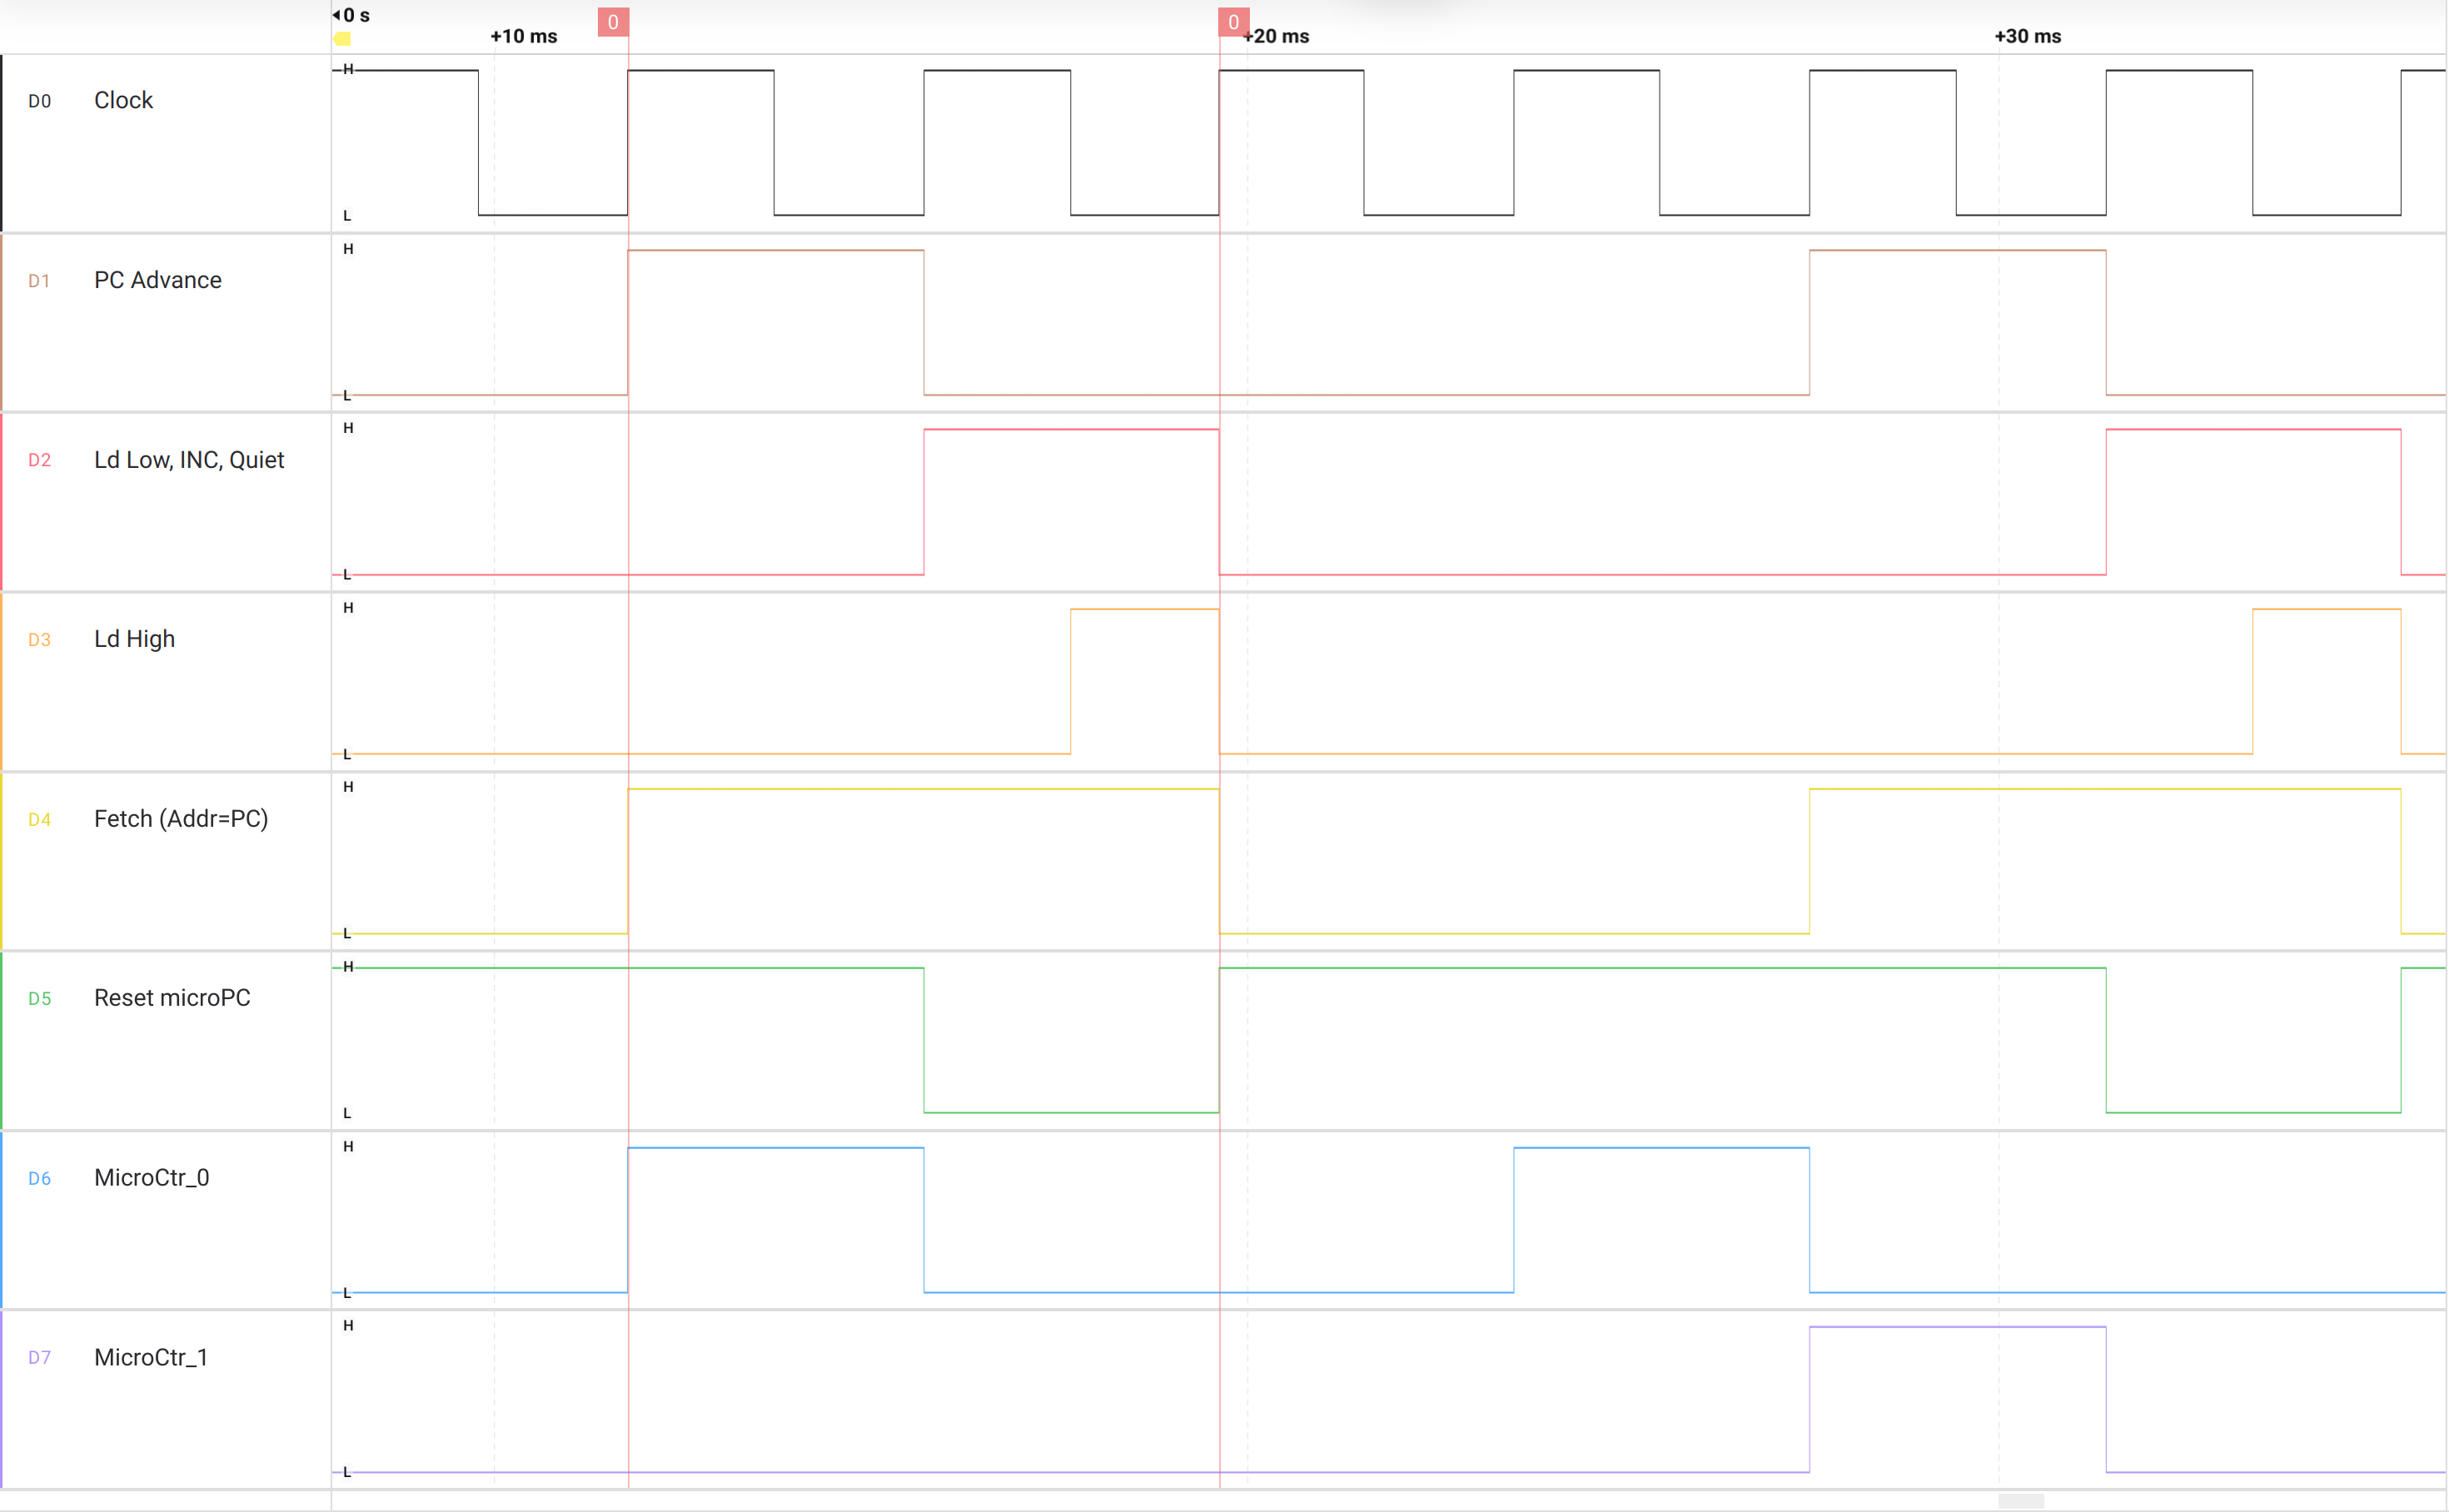 0 s
+10 ms 0 0 +20 ms +30 ms
H
D0 Clock
L
H
D1 PC Advance
L
H
D2 Ld Low, INC, Quiet
L
H
D3 Ld High
L
H
D4 Fetch (Addr=PC)
L
H
D5 Reset microPC
L
H
D6 MicroCtr_0
L
H
D7 MicroCtr_1
L